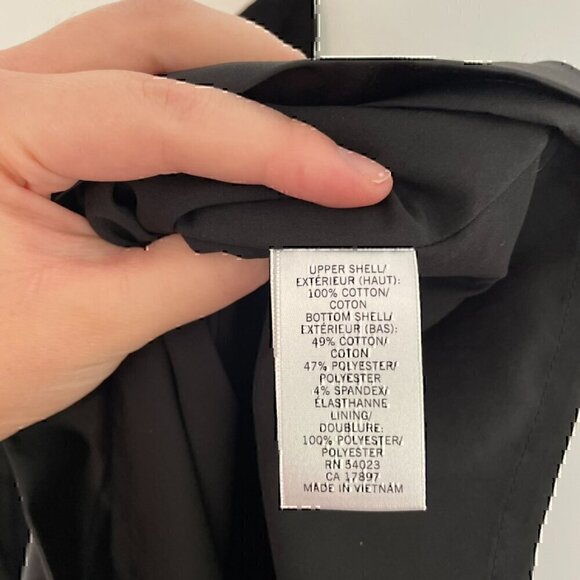 UPPER SHELL/
EXTÉRIEUR (HAUT):
100% COTTON/
COTON
BOTTOM SHELL/
EXTÉRIEUR (BAS):
49% COTTON/
COTON
47% POLYESTER/
POLYESTER
4% SPANDEX/
ÉLASTHANNE
LINING/
DOUBLURE:
100% POLYESTER/
POLYESTER
RN 54023
CA 17897
MADE IN VIETNAM